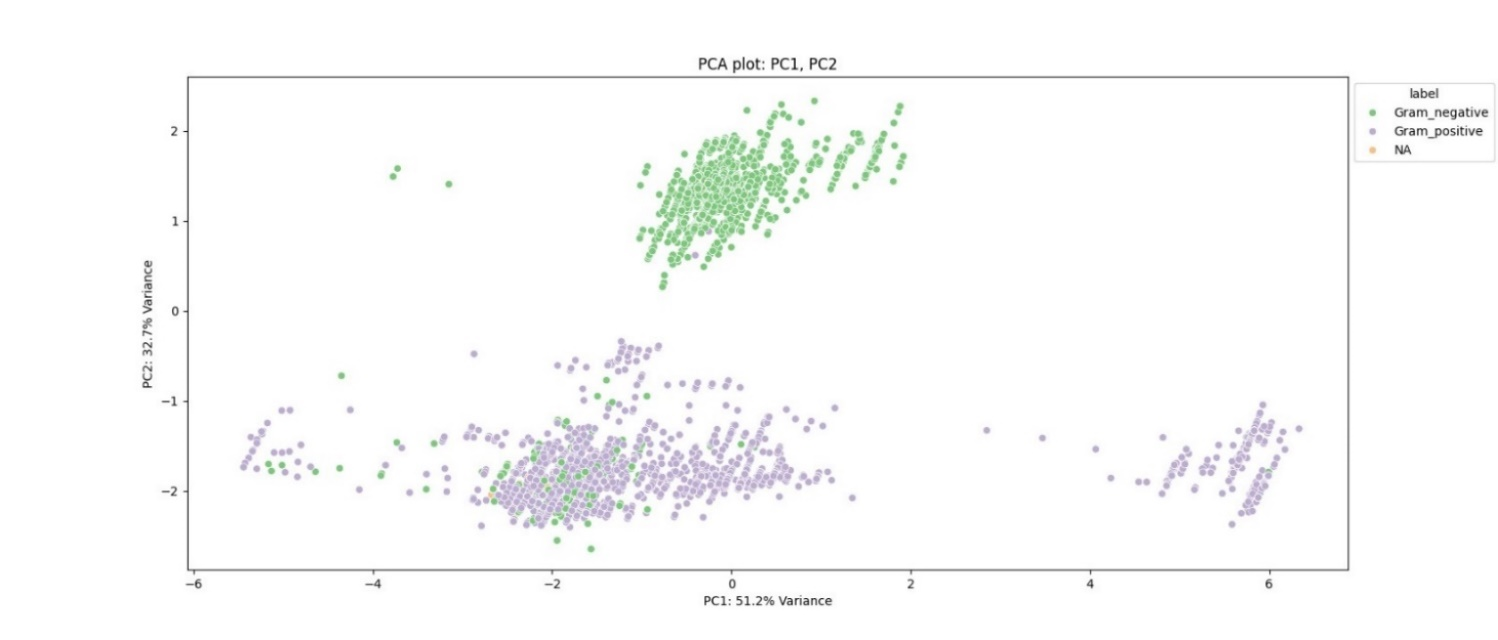 PCA plot: PC1, PC2
label
Gram_negative
Gram_positive
NA
PC2: 32.7% Variance
2
1
0
−1
−2
−6
−4
−2
0
2
4
6
PC1: 51.2% Variance